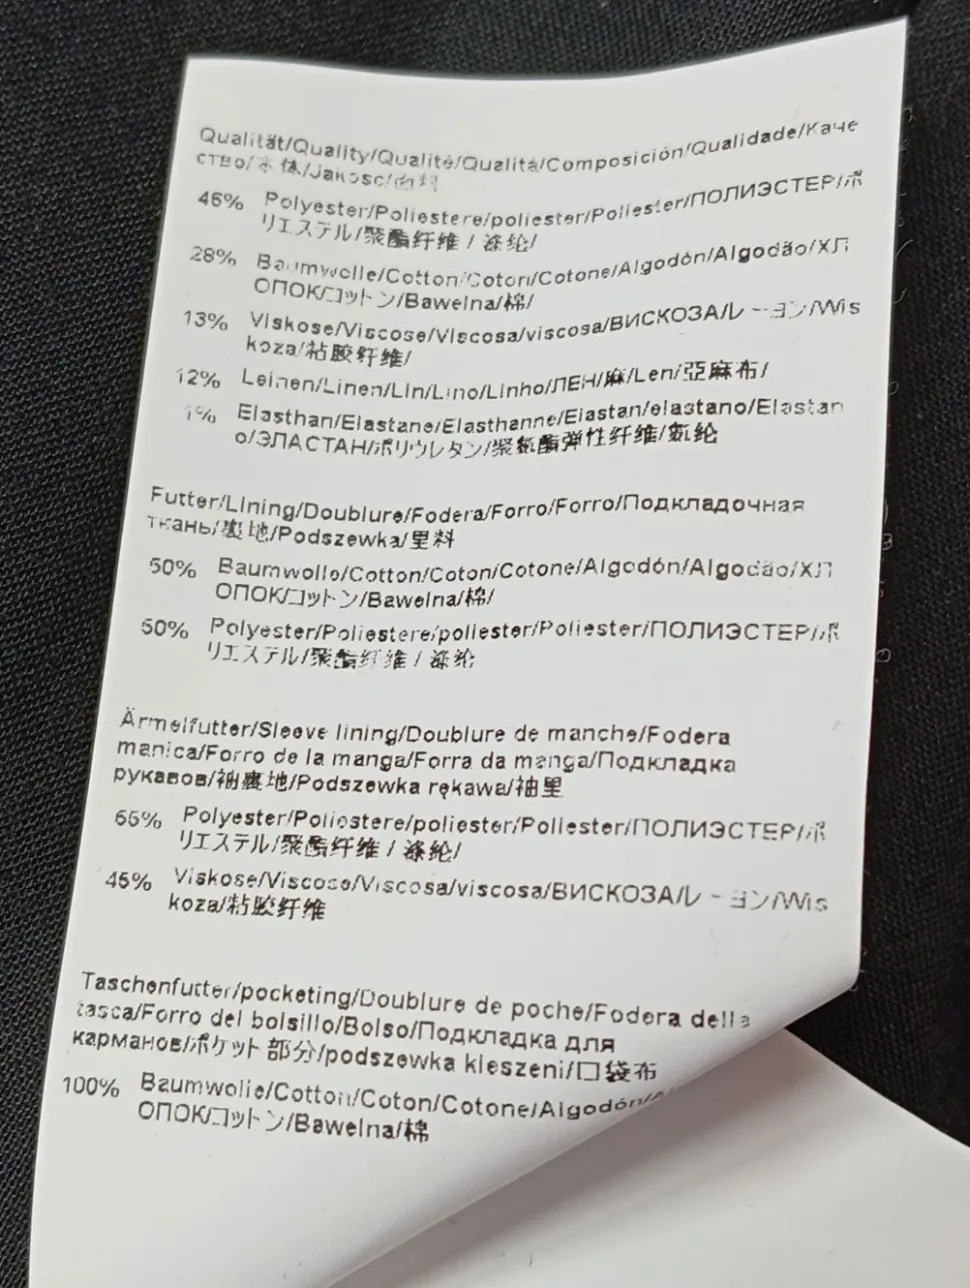 Qualität/Quality/Qualité/Qualità/Composición/Qualidade/Каче
ство/本体/Jakosc/面料
46% Polyester/Poliestere/poliester/Poliester/ПОЛИЭСТЕР/ポ
リエステル/聚酯纤维 / 涤纶/
28% Baumwolle/Cotton/Coton/Cotone/Algodón/Algodão/ХЛ
ОПОК/コットン/Bawelna/棉/
13% Viskose/Viscose/Viscosa/viscosa/ВИСКОЗА/レーヨン/Wis
koza/粘胶纤维/
12% Leinen/Linen/Lin/Lino/Linho/ЛЕН/麻/Len/亞麻布/
1% Elasthan/Elastane/Elasthanne/Elastan/elastano/Elastan
o/ЭЛАСТАН/ポリウレタン/聚氨酯弹性纤维/氨纶
Futter/Lining/Doublure/Fodera/Forro/Forro/Подкладочная
ткань/裏地/Podszewka/里料
50% Baumwolle/Cotton/Coton/Cotone/Algodón/Algodão/ХЛ
ОПОК/コットン/Bawelna/棉/
50% Polyester/Poliestere/poliester/Poliester/ПОЛИЭСТЕР/ポ
リエステル/聚酯纤维 / 涤纶
Ärmelfutter/Sleeve lining/Doublure de manche/Fodera
manica/Forro de la manga/Forra da manga/Подкладка
рукавов/袖裏地/Podszewka rękawa/袖里
55% Polyester/Poliestere/poliester/Poliester/ПОЛИЭСТЕР/ポ
リエステル/聚酯纤维 / 涤纶/
45% Viskose/Viscose/Viscosa/viscosa/ВИСКОЗА/レーヨン/Wis
koza/粘胶纤维
Taschenfutter/pocketing/Doublure de poche/Fodera della
tasca/Forro del bolsillo/Bolso/Подкладка для
карманов/ポケット部分/podszewka kieszeni/口袋布
100% Baumwolle/Cotton/Coton/Cotone/Algodón/
ОПОК/コットン/Bawelna/棉